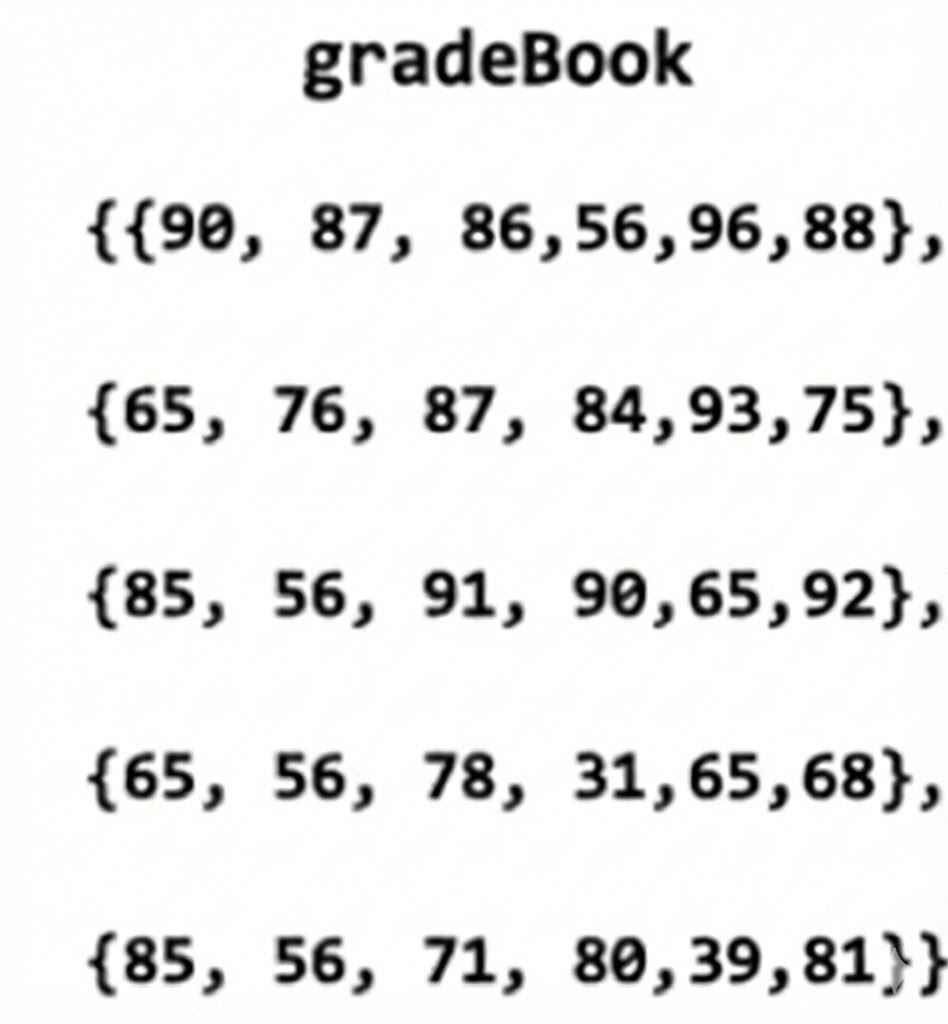 gradeBook
{{90, 87, 86,56,96,88},
{65, 76, 87, 84,93,75},
{85, 56, 91, 90,65,92},
{65, 56, 78, 31,65,68},
{85, 56, 71, 80,39,81}}